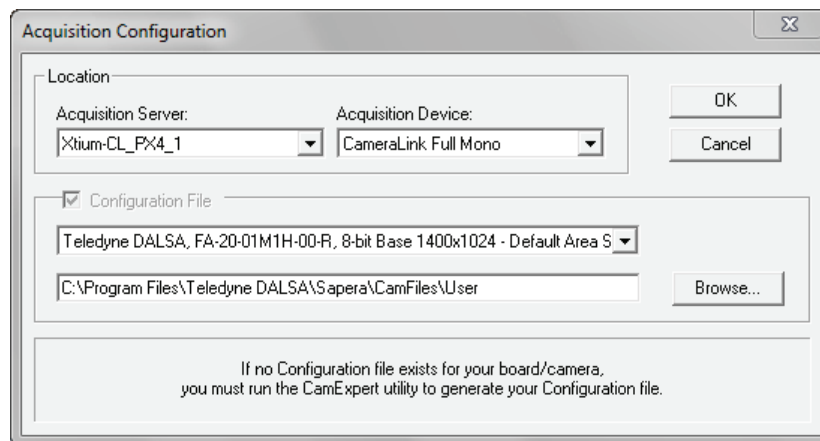 Acquisition Configuration
Location
Acquisition Server:
Acquisition Device:
Xtium-CL_PX4_1
CameraLink Full Mono
OK
Cancel
Configuration File
Teledyne DALSA, FA-20-01M1H-00-R, 8-bit Base 1400x1024 - Default Area S
C:\Program Files\Teledyne DALSA\Sapera\CamFiles\User
Browse...
If no Configuration file exists for your board/camera,
you must run the CamExpert utility to generate your Configuration file.